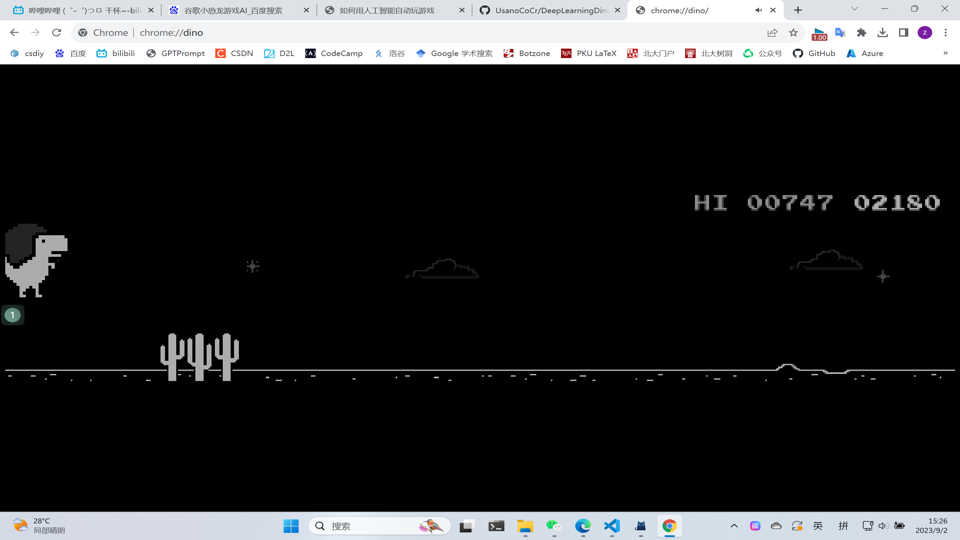 哔哩哔哩 (゜-゜)つロ 干杯~-bili
谷歌小恐龙游戏AI_百度搜索
如何用人工智能自动玩游戏
UsanoCoCr/DeepLearningDin
chrome://dino/
Chrome | chrome://dino
1.00
z
csdiy
百度
bilibili
GPTPrompt
CSDN
D2L
CodeCamp
洛谷
Google 学术搜索
Botzone
PKU LaTeX
北大门户
北大树洞
公众号
GitHub
Azure
»
HI 00747 02180
1
28°C
局部晴朗
搜索
英
拼
15:26
2023/9/2